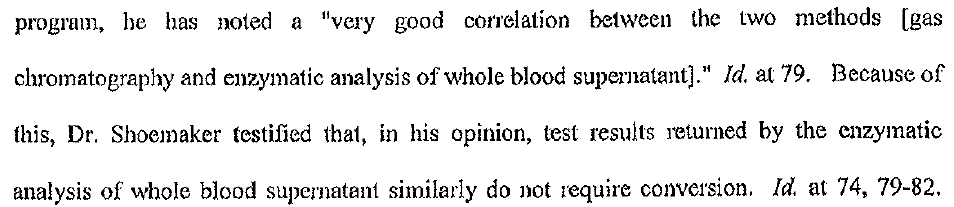 program, he has noted a "very good correlation between the two methods [gas
chromatography and enzymatic analysis of whole blood supernatant]." Id. at 79. Because of
this, Dr. Shoemaker testified that, in his opinion, test results returned by the enzymatic
analysis of whole blood supernatant similarly do not require conversion. Id. at 74, 79-82.